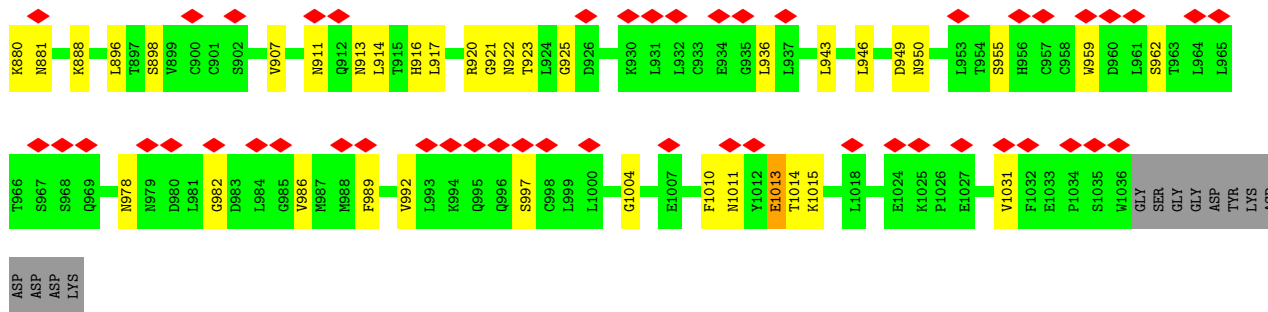 K880 N881 K888 L896 T897 S898 V899 C900 C901 S902 V907 N911 Q912 N913 L914 T915 H916 L917 R920 G921 N922 T923 L924 G925 D926 K930 L931 L932 C933 E934 G935 L936 L937 L943 L946 D949 N950 L953 T954 S955 H956 C957 C958 W959 D960 L961 S962 T963 L964 L965
T966 S967 S968 Q969 N978 N979 D980 L981 G982 D983 L984 G985 V986 M987 M988 F989 V992 L993 K994 Q995 Q996 S997 C998 L999 L1000 G1004 E1007 F1010 N1011 Y1012 E1013 T1014 K1015 L1018 E1024 K1025 P1026 E1027 V1031 F1032 E1033 P1034 S1035 W1036 GLY SER GLY GLY ASP TYR LYS
ASP ASP ASP LYS